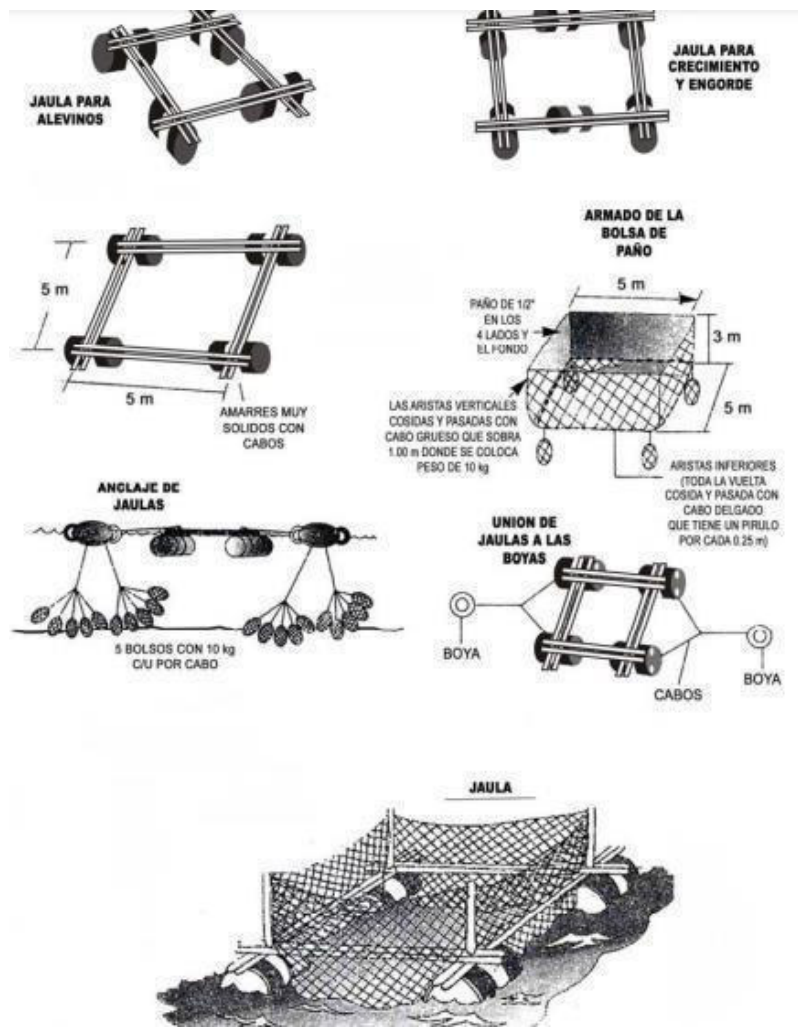 JAULA PARA
ALEVINOS
JAULA PARA
CRECIMIENTO
Y ENGORDE
5 m
5 m
AMARRES MUY
SOLIDOS CON
CABOS
ARMADO DE LA
BOLSA DE
PAÑO
5 m
PAÑO DE 1/2"
EN LOS
4 LADOS Y
EL FONDO
3 m
5 m
LAS ARISTAS VERTICALES
COSIDAS Y PASADAS CON
CABO GRUESO QUE SOBRA
1.00 m DONDE SE COLOCA
PESO DE 10 kg
ARISTAS INFERIORES
(TODA LA VUELTA
COSIDA Y PASADA CON
CABO DELGADO
QUE TIENE UN PIRULO
POR CADA 0.25 m)
ANCLAJE DE
JAULAS
5 BOLSOS CON 10 kg
C/U POR CABO
UNION DE
JAULAS A LAS
BOYAS
BOYA
CABOS
BOYA
JAULA